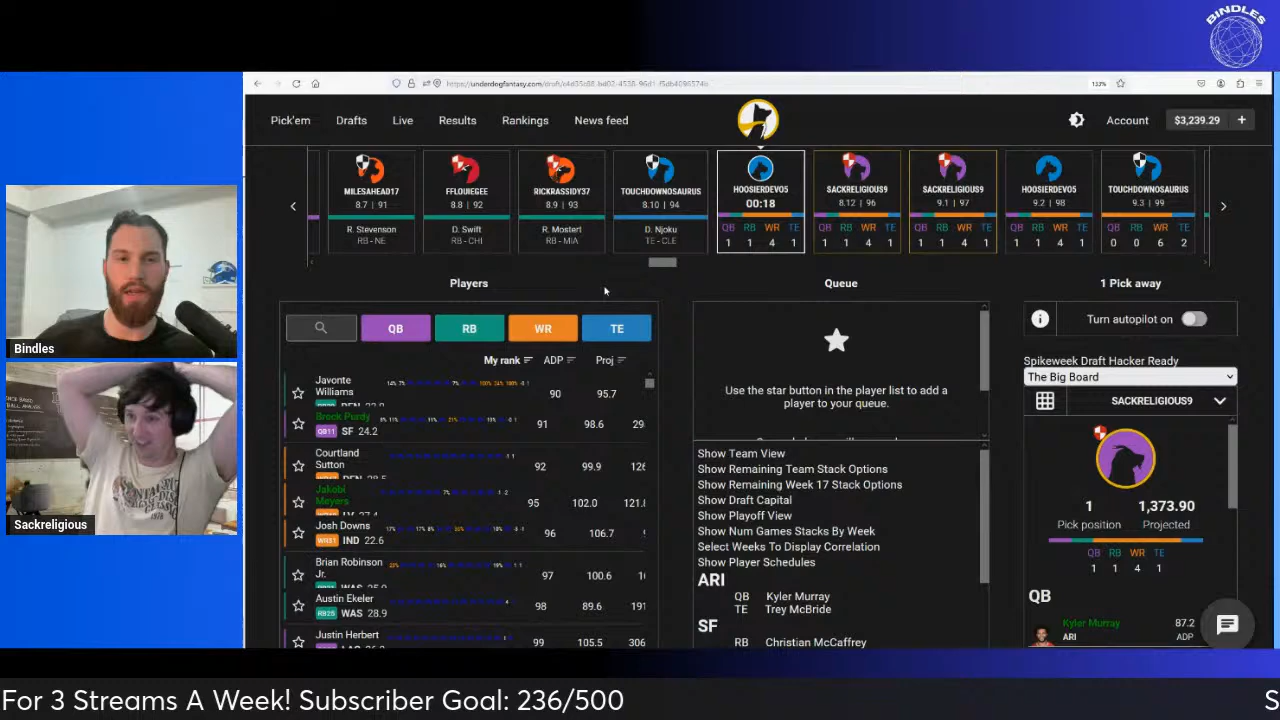 BINDLES
133%
Pick'em
Drafts
Live
Results
Rankings
News feed
Account
$3,239.29
+
MILESAHEAD17
8.7 | 91
R. Stevenson
RB - NE
FFLOUIEGEE
8.8 | 92
D. Swift
RB - CHI
RICKRASSIDY37
8.9 | 93
R. Mostert
RB - MIA
TOUCHDOWNOSAURUS
8.10 | 94
D. Njoku
TE - CLE
HOOSIERDEVO5
00:18
QB RB WR TE
1 1 4 1
SACKRELIGIOUS9
8.12 | 96
QB RB WR TE
1 1 4 1
SACKRELIGIOUS9
9.1 | 97
QB RB WR TE
1 1 4 1
HOOSIERDEVO5
9.2 | 98
QB RB WR TE
1 1 4 1
TOUCHDOWNOSAURUS
9.3 | 99
QB RB WR TE
0 0 6 2
Players
QB
RB
WR
TE
My rank
ADP
Proj
Javonte
Williams
90
95.7
Brock Purdy
QB11 SF 24.2
91
98.6
29
Courtland
Sutton
92
99.9
126
Jakobi
Meyers
95
102.0
121.
Josh Downs
WR51 IND 22.6
96
106.7
Brian Robinson
Jr.
97
100.6
Austin Ekeler
WAS 28.9
98
89.6
191
Justin Herbert
99
105.5
306
Queue
Use the star button in the player list to add a
player to your queue.
Show Team View
Show Remaining Team Stack Options
Show Remaining Week 17 Stack Options
Show Draft Capital
Show Playoff View
Show Num Games Stacks By Week
Select Weeks To Display Correlation
Show Player Schedules
ARI
QB Kyler Murray
TE Trey McBride
SF
RB Christian McCaffrey
1 Pick away
Turn autopilot on
Spikeweek Draft Hacker Ready
The Big Board
SACKRELIGIOUS9
1
Pick position
1,373.90
Projected
QB RB WR TE
1 1 4 1
QB
Kyler Murray
ARI
87.2
ADP
Bindles
Sackreligious
For 3 Streams A Week! Subscriber Goal: 236/500
S